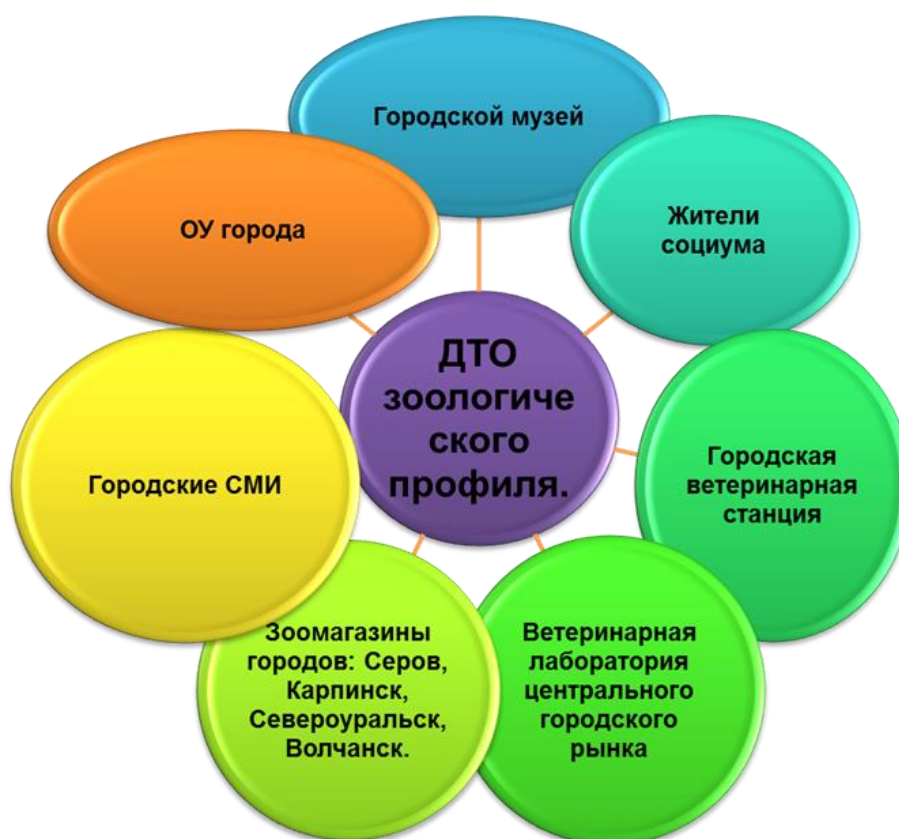 Городской музей
ОУ города
Жители
социума
ДТО
зоологиче
ского
профиля.
Городские СМИ
Городская
ветеринарная
станция
Зоомагазины
городов: Серов,
Карпинск,
Североуральск,
Волчанск.
Ветеринарная
лаборатория
центрального
городского
рынка